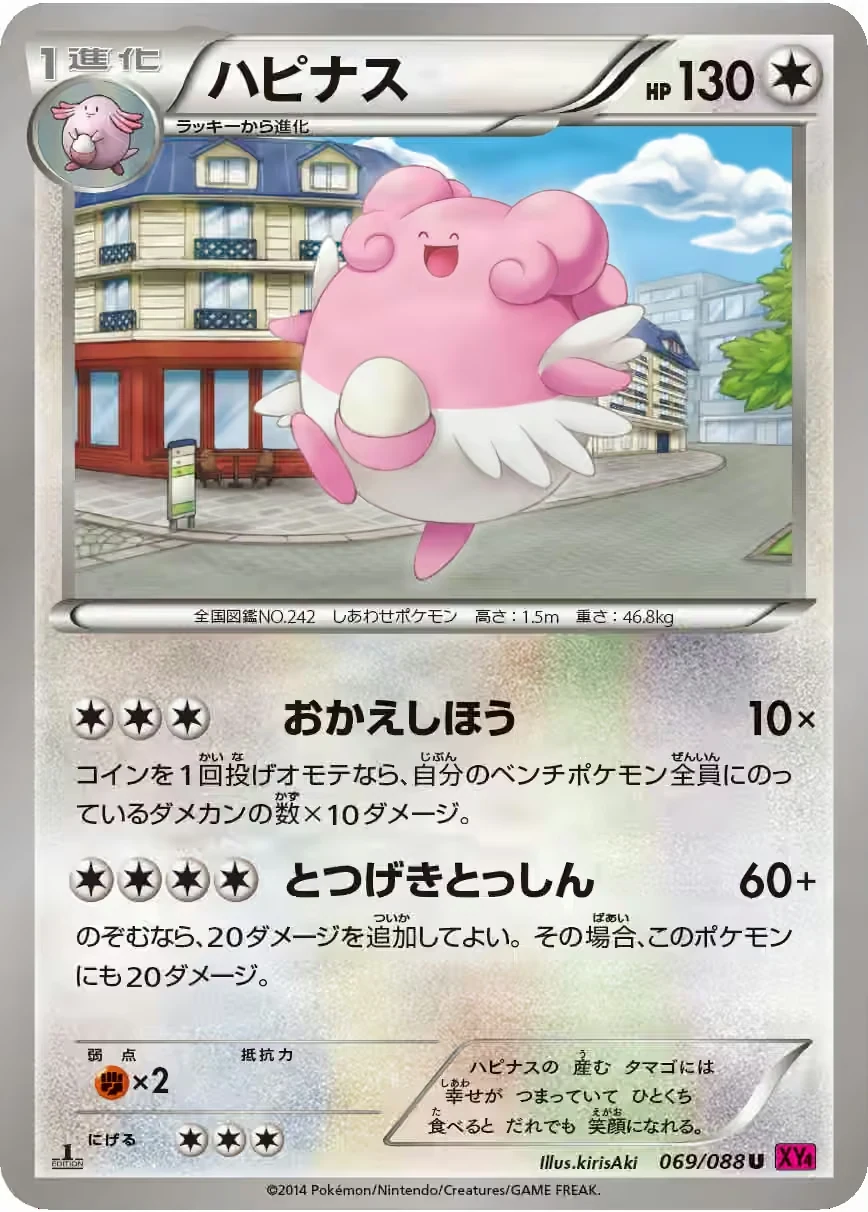 1 進化
ハピナス
HP 130
ラッキーから進化
全国図鑑NO.242 しあわせポケモン 高さ：1.5m 重さ：46.8kg
おかえしほう 10×
コインを1回投げオモテなら、自分のベンチポケモン全員にのっ
ているダメカンの数×10ダメージ。
とつげきとっしん 60+
のぞむなら、20ダメージを追加してよい。その場合、このポケモン
にも20ダメージ。
弱点 抵抗力
×2
にげる
ハピナスの 産む タマゴには
幸せが つまっていて ひとくち
食べると だれでも 笑顔になれる。
1 EDITION
Illus.kirisAki 069/088 U XY4
©2014 Pokémon/Nintendo/Creatures/GAME FREAK.